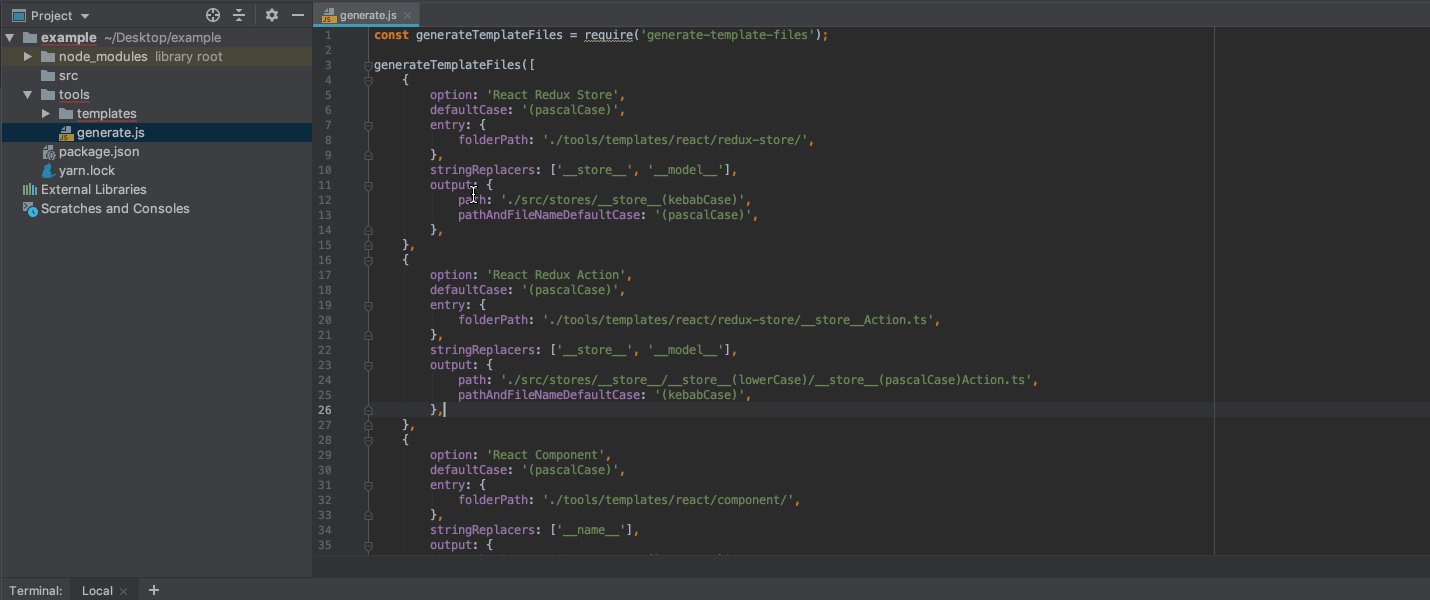 Project
generate.js
example ~/Desktop/example
node_modules library root
src
tools
templates
JS generate.js
package.json
yarn.lock
External Libraries
Scratches and Consoles
1 const generateTemplateFiles = require('generate-template-files');
2
3 generateTemplateFiles([
4 {
5 option: 'React Redux Store',
6 defaultCase: '(pascalCase)',
7 entry: {
8 folderPath: './tools/templates/react/redux-store/',
9 },
10 stringReplacers: ['__store__', '__model__'],
11 output: {
12 path: './src/stores/__store__(kebabCase)',
13 pathAndFileNameDefaultCase: '(pascalCase)',
14 },
15 },
16 {
17 option: 'React Redux Action',
18 defaultCase: '(pascalCase)',
19 entry: {
20 folderPath: './tools/templates/react/redux-store/__store__Action.ts',
21 },
22 stringReplacers: ['__store__', '__model__'],
23 output: {
24 path: './src/stores/__store__/__store__(lowerCase)/__store__(pascalCase)Action.ts',
25 pathAndFileNameDefaultCase: '(kebabCase)',
26 },
27 },
28 {
29 option: 'React Component',
30 defaultCase: '(pascalCase)',
31 entry: {
32 folderPath: './tools/templates/react/component/',
33 },
34 stringReplacers: ['__name__'],
35 output: {
Terminal: Local +